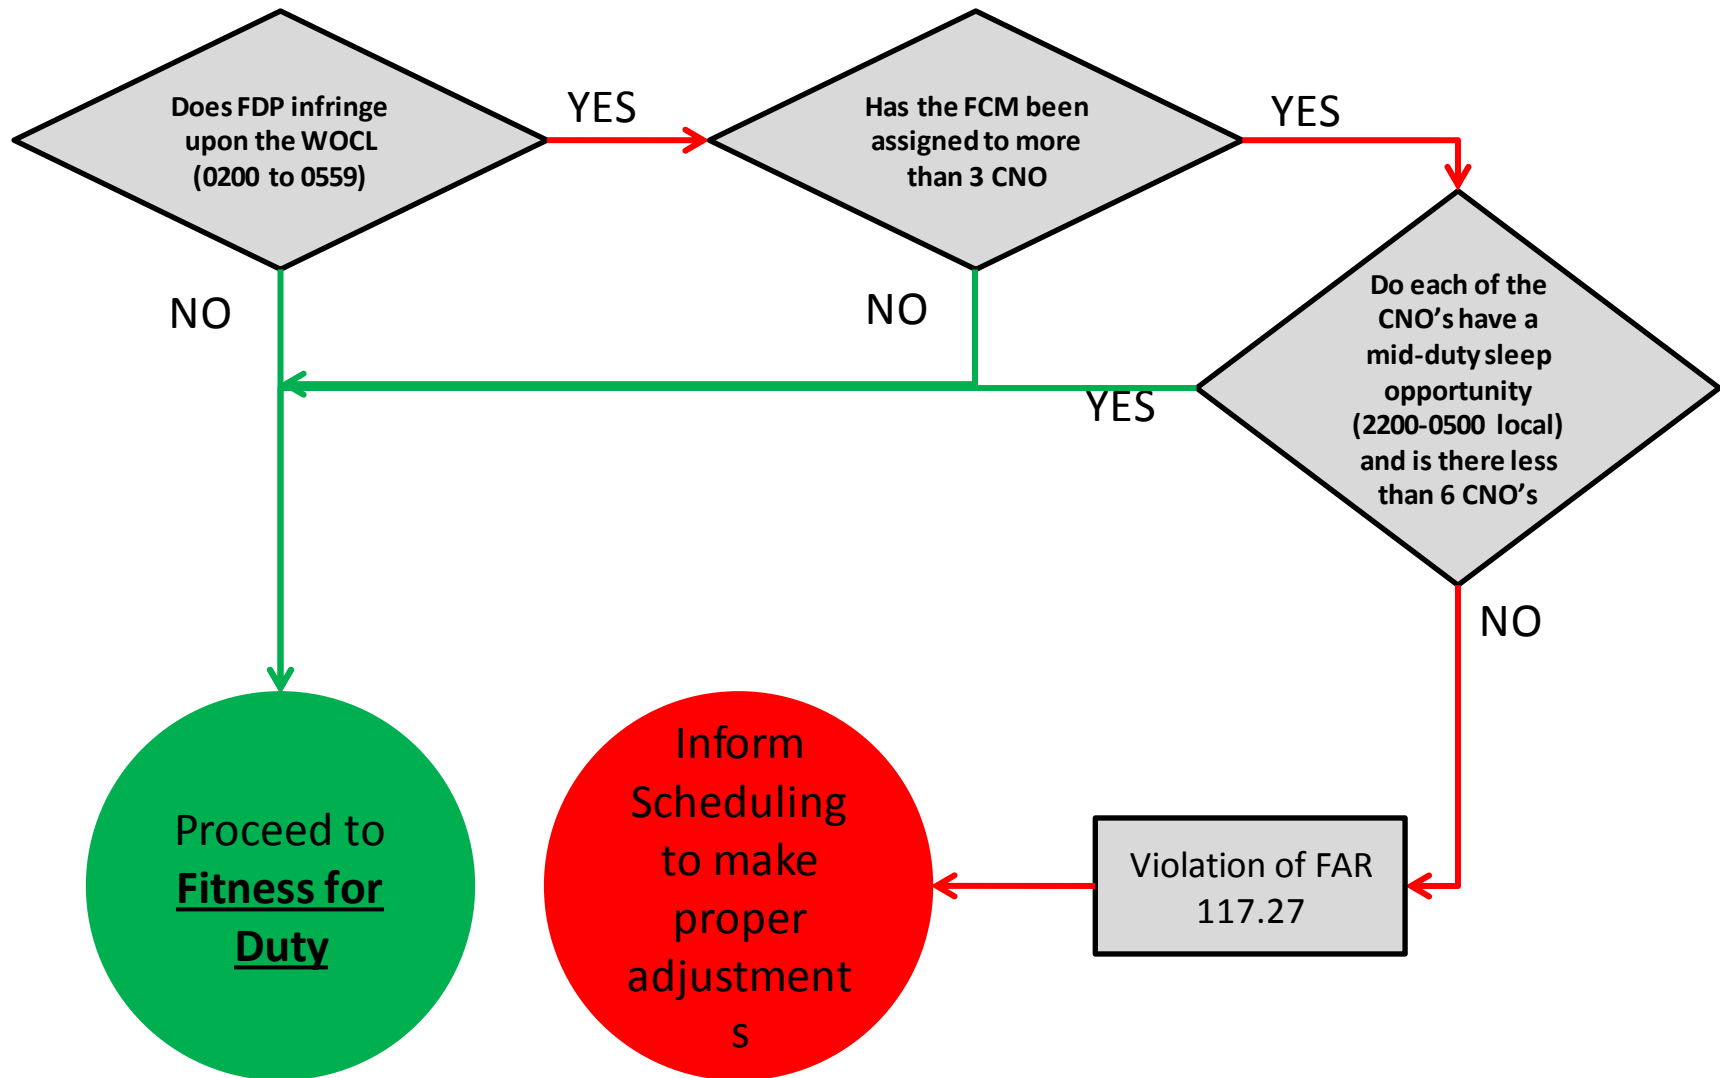 Does FDP infringe
upon the WOCL
(0200 to 0559)
YES
Has the FCM been
assigned to more
than 3 CNO
YES
NO
NO
Do each of the
CNO’s have a
mid-duty sleep
opportunity
(2200-0500 local)
and is there less
than 6 CNO’s
YES
NO
Proceed to
Fitness for
Duty
Inform
Scheduling
to make
proper
adjustment
s
Violation of FAR
117.27